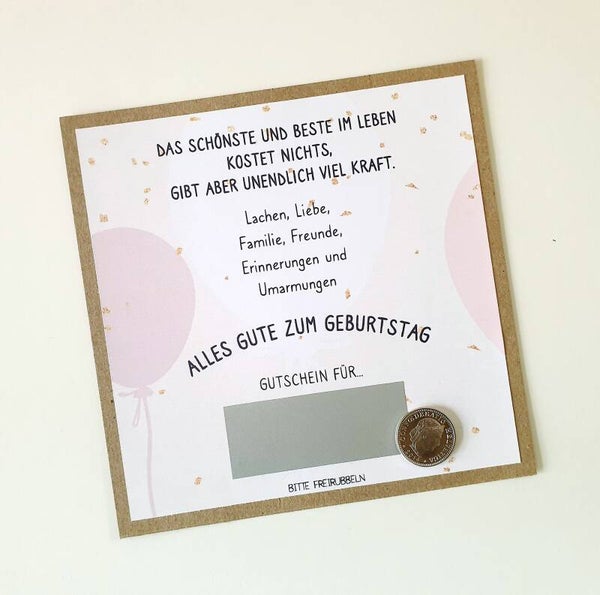 DAS SCHÖNSTE UND BESTE IM LEBEN
KOSTET NICHTS,
GIBT ABER UNENDLICH VIEL KRAFT.
Lachen, Liebe,
Familie, Freunde,
Erinnerungen und
Umarmungen
ALLES GUTE ZUM GEBURTSTAG
GUTSCHEIN FÜR...
BITTE FREIRUBBELN